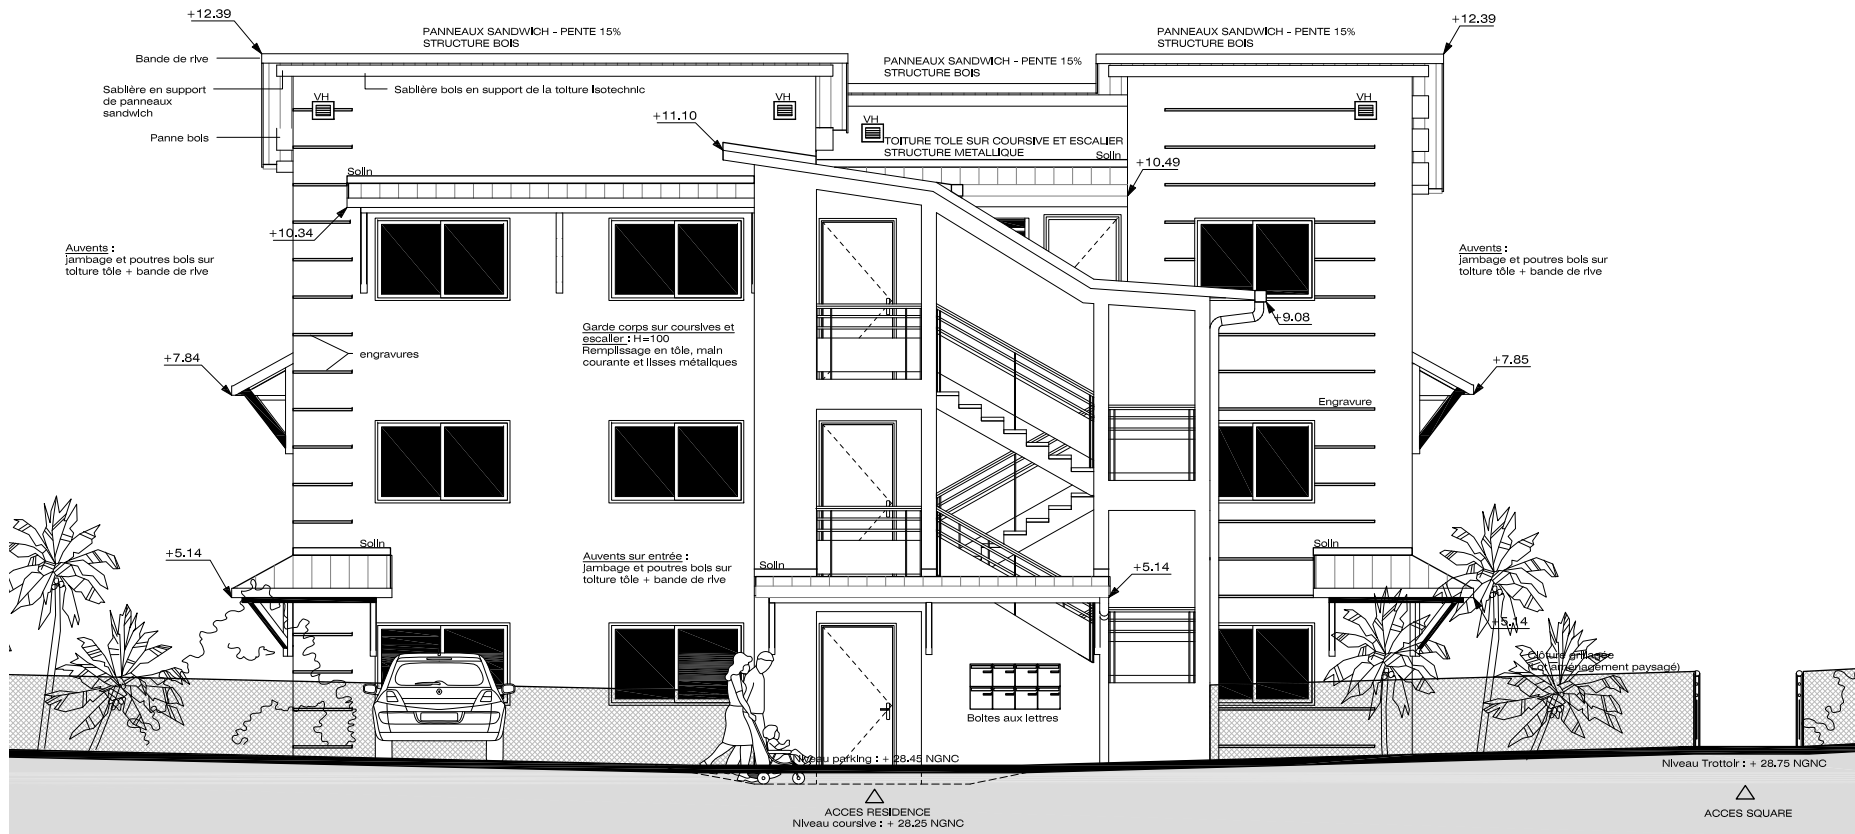 +12.39
PANNEAUX SANDWICH - PENTE 15%
STRUCTURE BOIS
PANNEAUX SANDWICH - PENTE 15%
STRUCTURE BOIS
+12.39
Bande de rive
PANNEAUX SANDWICH - PENTE 15%
STRUCTURE BOIS
Sablière en support
de panneaux
sandwich
Sablière bois en support de la toiture Isotechnic
VH
VH
VH
VH
Panne bois
+11.10
TOITURE TOLE SUR COURSIVE ET ESCALIER
STRUCTURE METALLIQUE
Solin
+10.49
Solin
+10.34
Auvents :
jambage et poutres bois sur
toiture tôle + bande de rive
Auvents :
jambage et poutres bois sur
toiture tôle + bande de rive
+9.08
Garde corps sur coursives et
escalier : H=100
Remplissage en tôle, main
courante et lisses métaliques
engravures
+7.84
+7.85
Engravure
+5.14
Solin
Auvents sur entrée :
jambage et poutres bois sur
toiture tôle + bande de rive
Solin
+5.14
Solin
+5.14
Clôture grillagée
(Lot aménagement paysagé)
Boites aux lettres
Niveau parking : + 28.45 NGNC
Niveau Trottoir : + 28.75 NGNC
ACCES RESIDENCE
Niveau coursive : + 28.25 NGNC
ACCES SQUARE